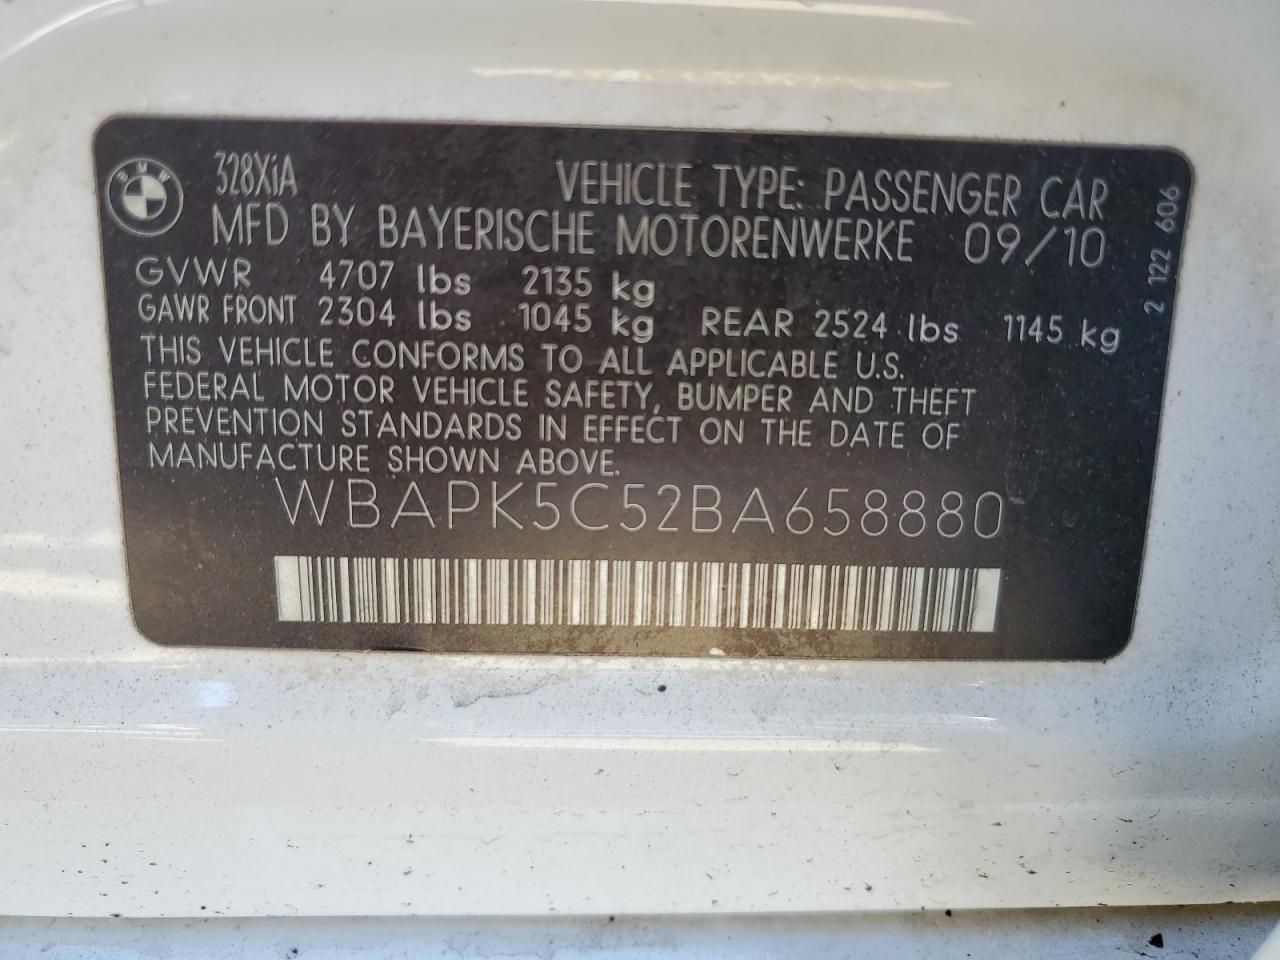 BMW
328XiA VEHICLE TYPE: PASSENGER CAR
MFD BY BAYERISCHE MOTORENWERKE 09/10
GVWR 4707 lbs 2135 kg
GAWR FRONT 2304 lbs 1045 kg REAR 2524 lbs 1145 kg
THIS VEHICLE CONFORMS TO ALL APPLICABLE U.S.
FEDERAL MOTOR VEHICLE SAFETY, BUMPER AND THEFT
PREVENTION STANDARDS IN EFFECT ON THE DATE OF
MANUFACTURE SHOWN ABOVE.
WBAPK5C52BA658880
2 122 606